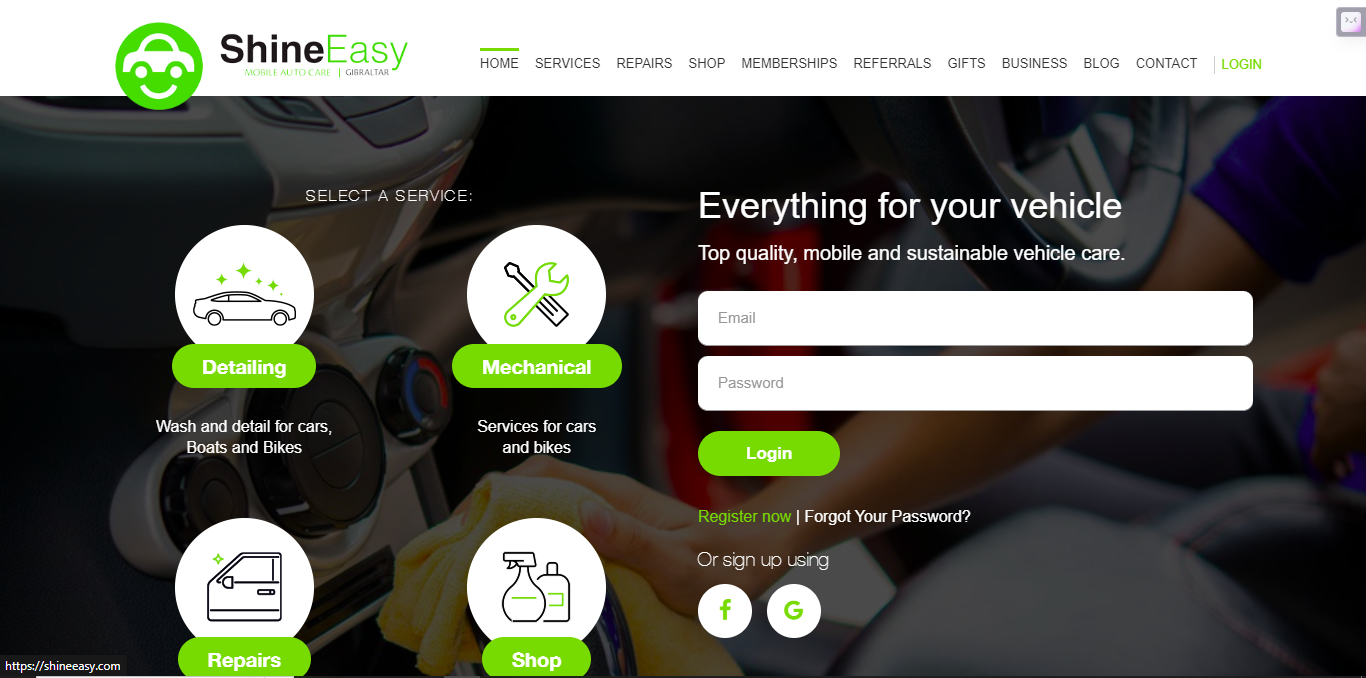 ShineEasy
MOBILE AUTO CARE | GIBRALTAR
HOME SERVICES REPAIRS SHOP MEMBERSHIPS REFERRALS GIFTS BUSINESS BLOG CONTACT | LOGIN
SELECT A SERVICE:
Detailing
Wash and detail for cars,
Boats and Bikes
Mechanical
Services for cars
and bikes
Repairs
Shop
Everything for your vehicle
Top quality, mobile and sustainable vehicle care.
Email
Password
Login
Register now | Forgot Your Password?
Or sign up using
f G
https://shineeasy.com